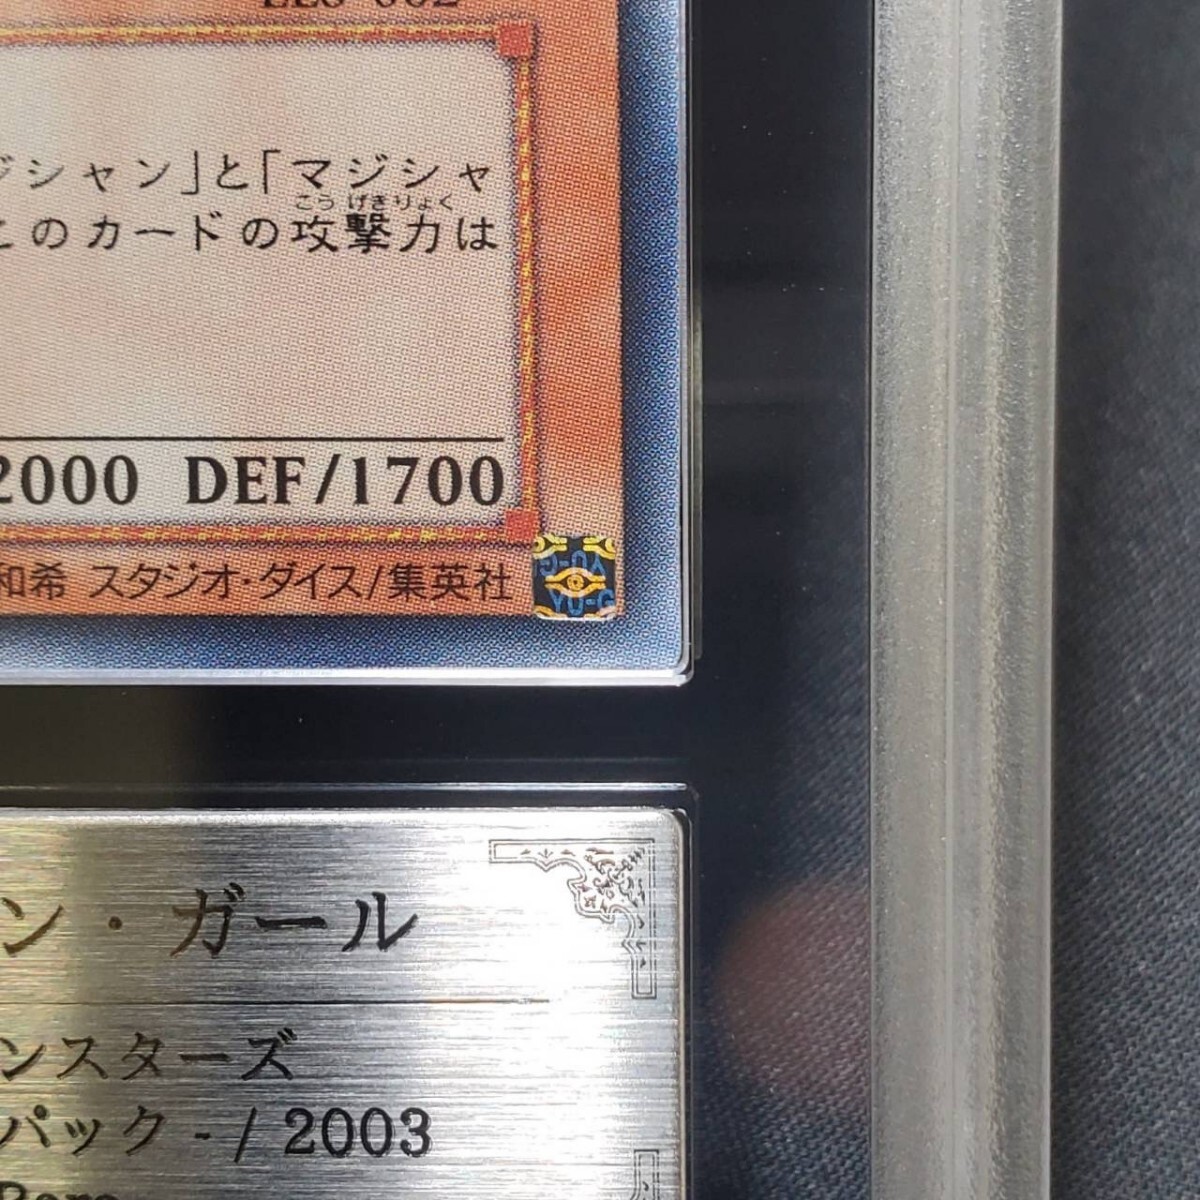 ジシャン」と「マジシャ
こうげきりょく
このカードの攻撃力は
2000 DEF/1700
和希 スタジオ・ダイス/集英社
YU-G
ン・ガール
ンスターズ
パック - / 2003